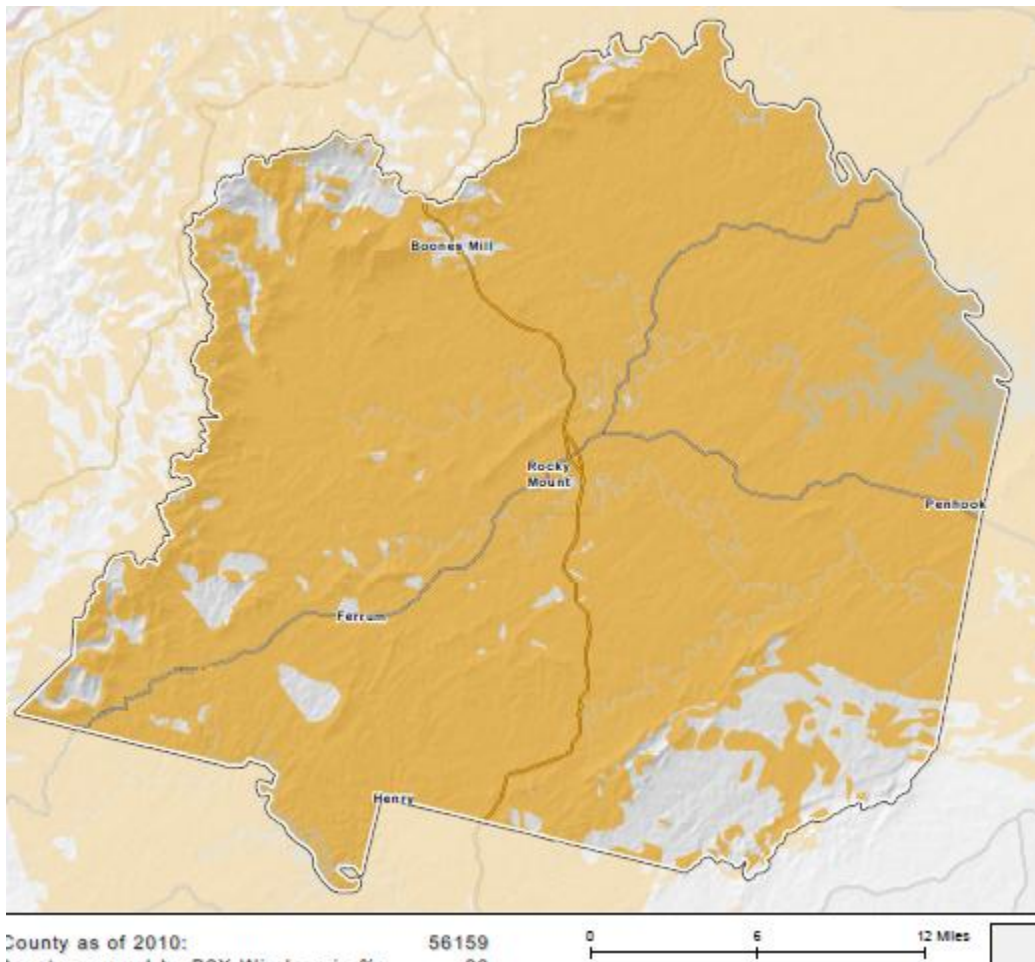 Boones Mill
Rocky
Mount
Penhook
Ferrum
Henry
County as of 2010: 56159
0 6 12 Miles